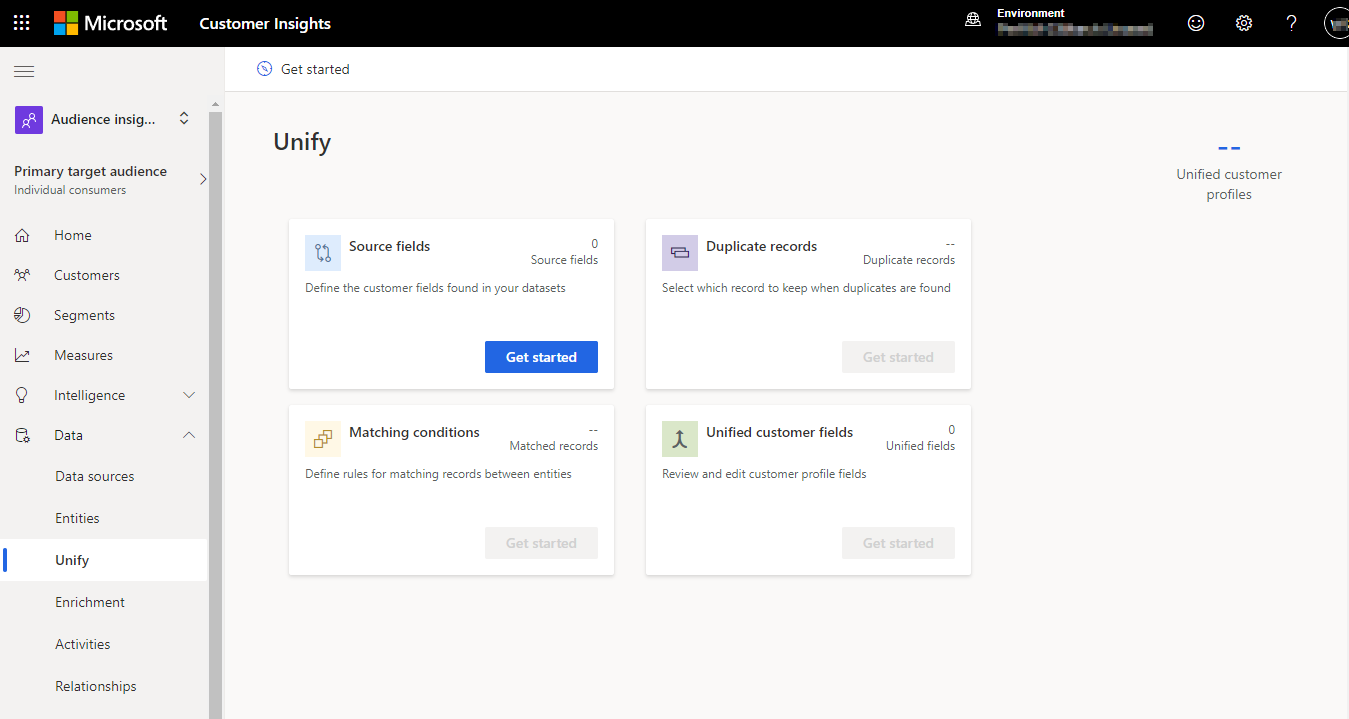 Microsoft
Customer Insights
Environment
?
Get started
Audience insig...
Primary target audience
Individual consumers
Home
Customers
Segments
Measures
Intelligence
Data
Data sources
Entities
Unify
Enrichment
Activities
Relationships
Unify
--
Unified customer
profiles
Source fields
0
Source fields
Define the customer fields found in your datasets
Get started
Duplicate records
--
Duplicate records
Select which record to keep when duplicates are found
Get started
Matching conditions
--
Matched records
Define rules for matching records between entities
Get started
Unified customer fields
0
Unified fields
Review and edit customer profile fields
Get started